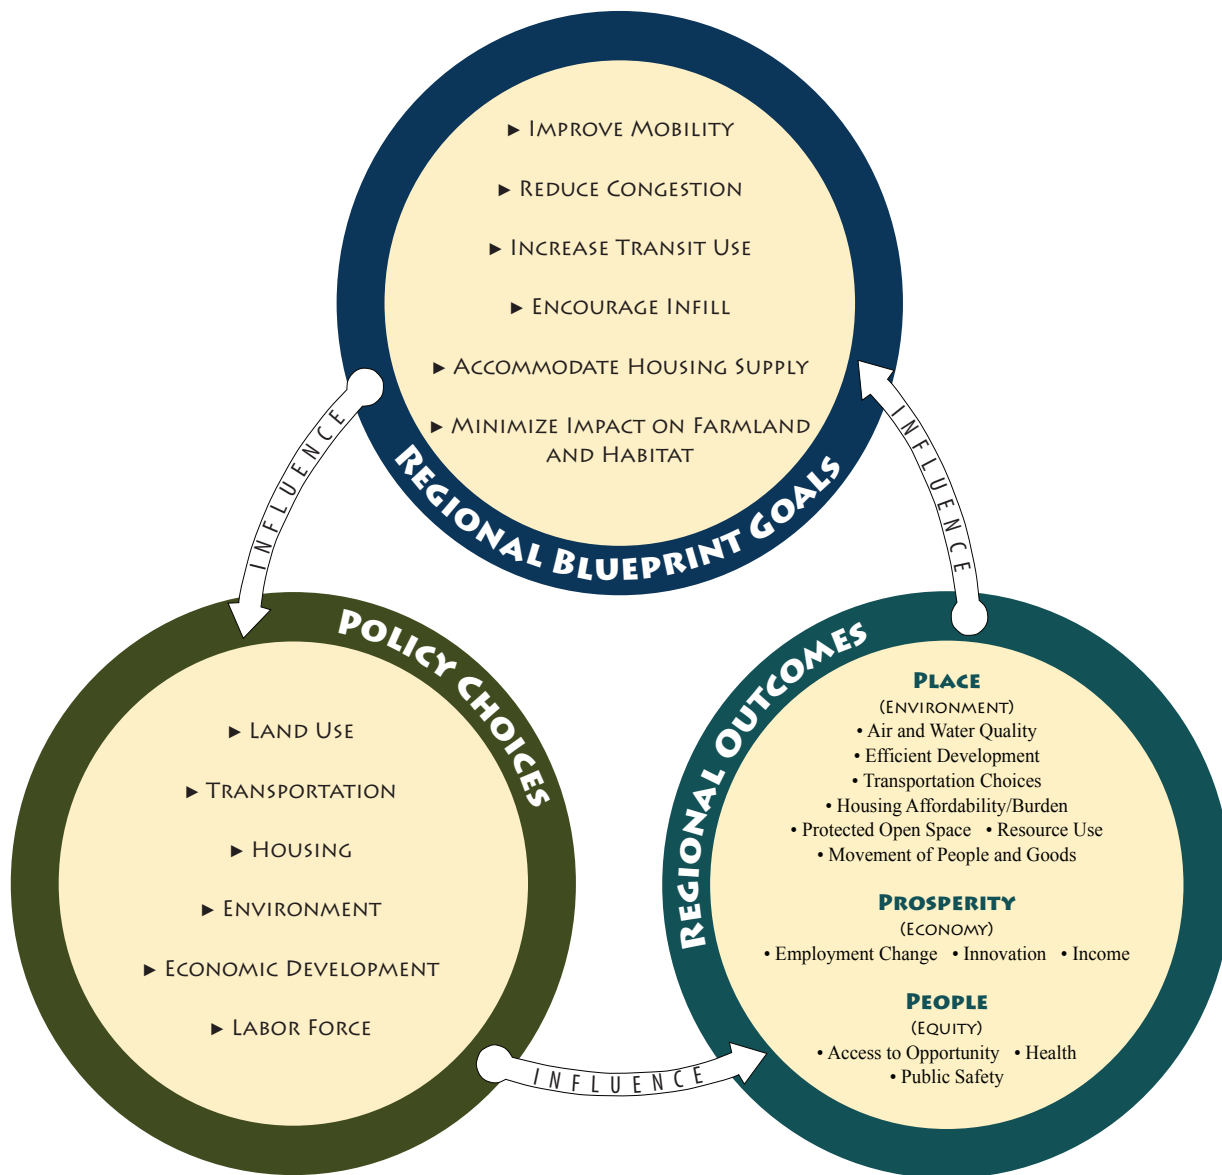 ► Improve Mobility
► Reduce Congestion
► Increase Transit Use
► Encourage Infill
► Accommodate Housing Supply
► Minimize Impact on Farmland
and Habitat
Regional Blueprint Goals
INFLUENCE
Policy Choices
► Land Use
► Transportation
► Housing
► Environment
► Economic Development
► Labor Force
INFLUENCE
Regional Outcomes
Place
(Environment)
• Air and Water Quality
• Efficient Development
• Transportation Choices
• Housing Affordability/Burden
• Protected Open Space • Resource Use
• Movement of People and Goods
Prosperity
(Economy)
• Employment Change • Innovation • Income
People
(Equity)
• Access to Opportunity • Health
• Public Safety
INFLUENCE